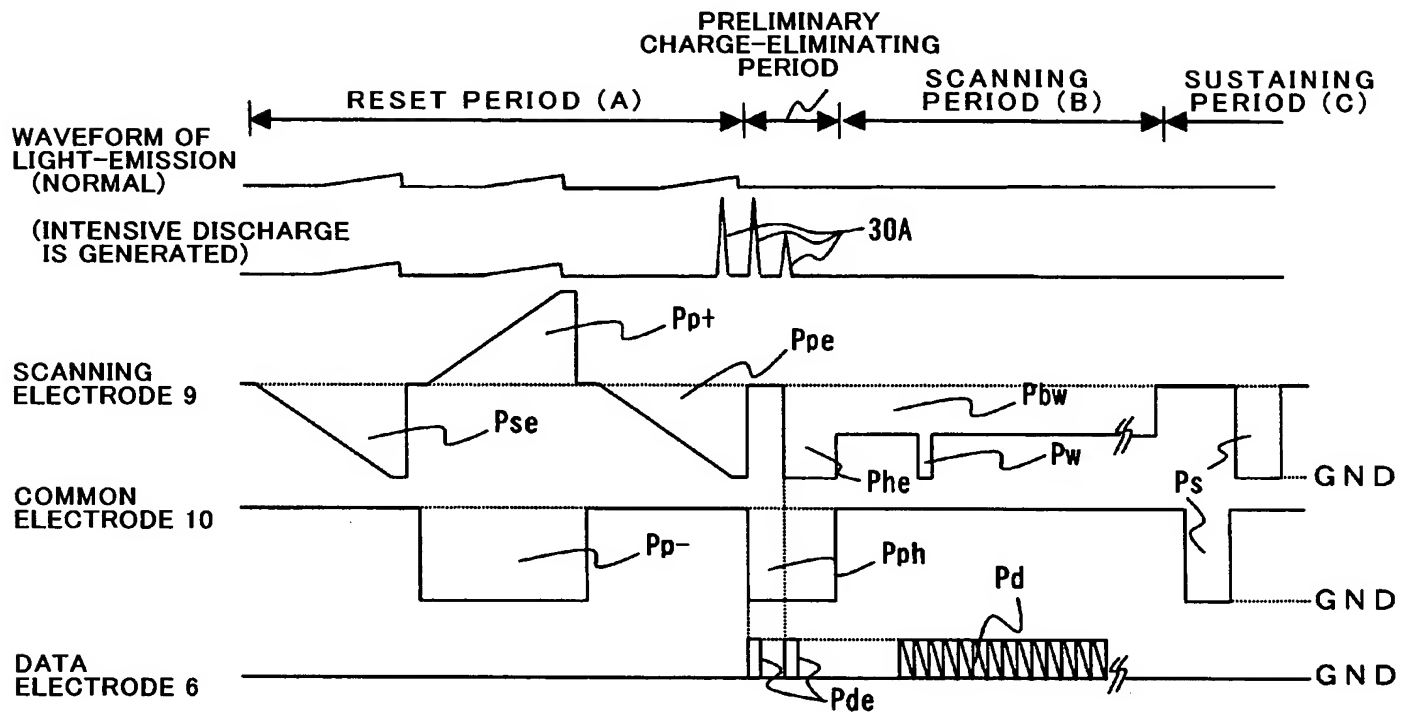 PRELIMINARY
CHARGE-ELIMINATING
PERIOD
RESET PERIOD (A)
SCANNING
PERIOD (B)
SUSTAINING
PERIOD (C)
WAVEFORM OF
LIGHT-EMISSION
(NORMAL)
(INTENSIVE DISCHARGE
IS GENERATED)
30A
Pp+
Ppe
SCANNING
ELECTRODE 9
Pse
Pbw
Pw
Phe
Ps
GND
COMMON
ELECTRODE 10
Pp-
Pph
Pd
GND
DATA
ELECTRODE 6
Pde
GND